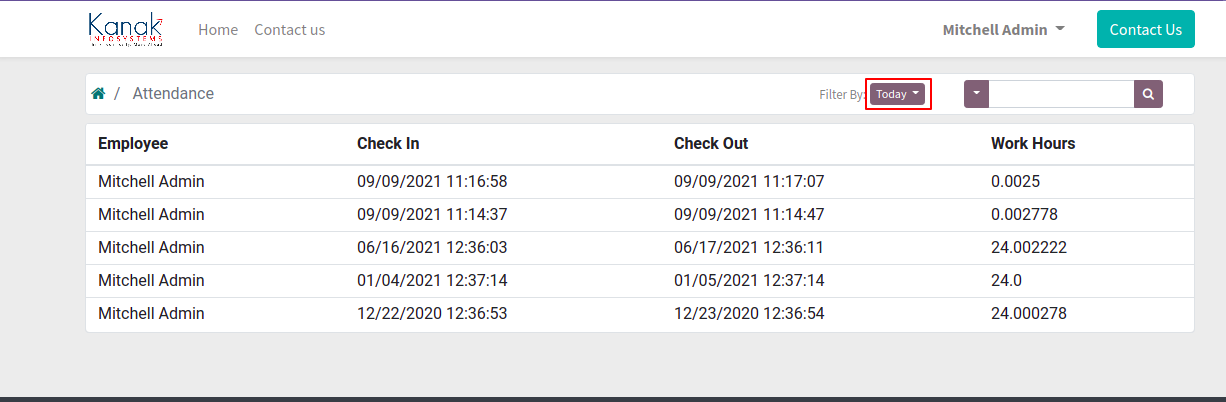 Kanak
INFOSYSTEMS
Home Contact us Mitchell Admin Contact Us
/ Attendance Filter By: Today
Employee Check In Check Out Work Hours
Mitchell Admin 09/09/2021 11:16:58 09/09/2021 11:17:07 0.0025
Mitchell Admin 09/09/2021 11:14:37 09/09/2021 11:14:47 0.002778
Mitchell Admin 06/16/2021 12:36:03 06/17/2021 12:36:11 24.002222
Mitchell Admin 01/04/2021 12:37:14 01/05/2021 12:37:14 24.0
Mitchell Admin 12/22/2020 12:36:53 12/23/2020 12:36:54 24.000278